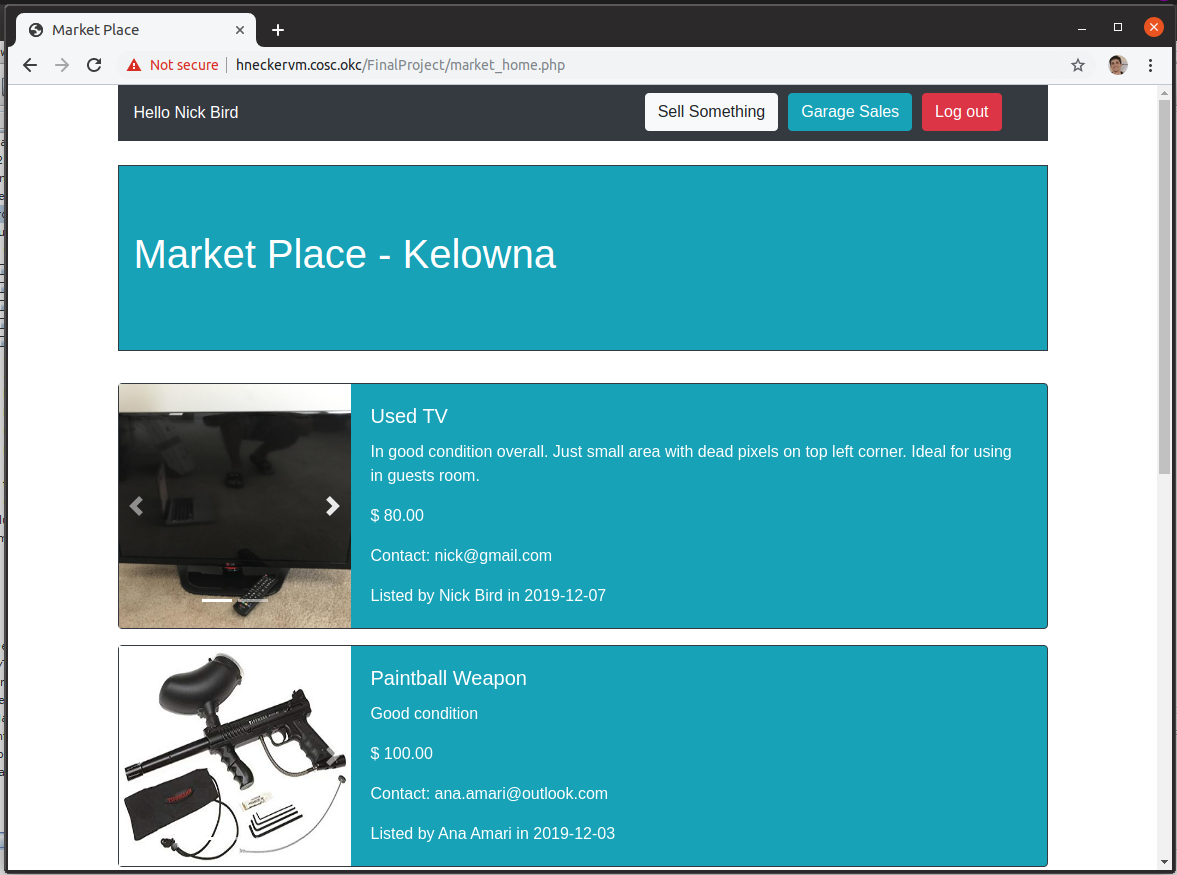 Market Place
Not secure | hneckervm.cosc.okc/FinalProject/market_home.php
Hello Nick Bird
Sell Something
Garage Sales
Log out
Market Place - Kelowna
Used TV
In good condition overall. Just small area with dead pixels on top left corner. Ideal for using
in guests room.
$ 80.00
Contact: nick@gmail.com
Listed by Nick Bird in 2019-12-07
Paintball Weapon
Good condition
$ 100.00
Contact: ana.amari@outlook.com
Listed by Ana Amari in 2019-12-03